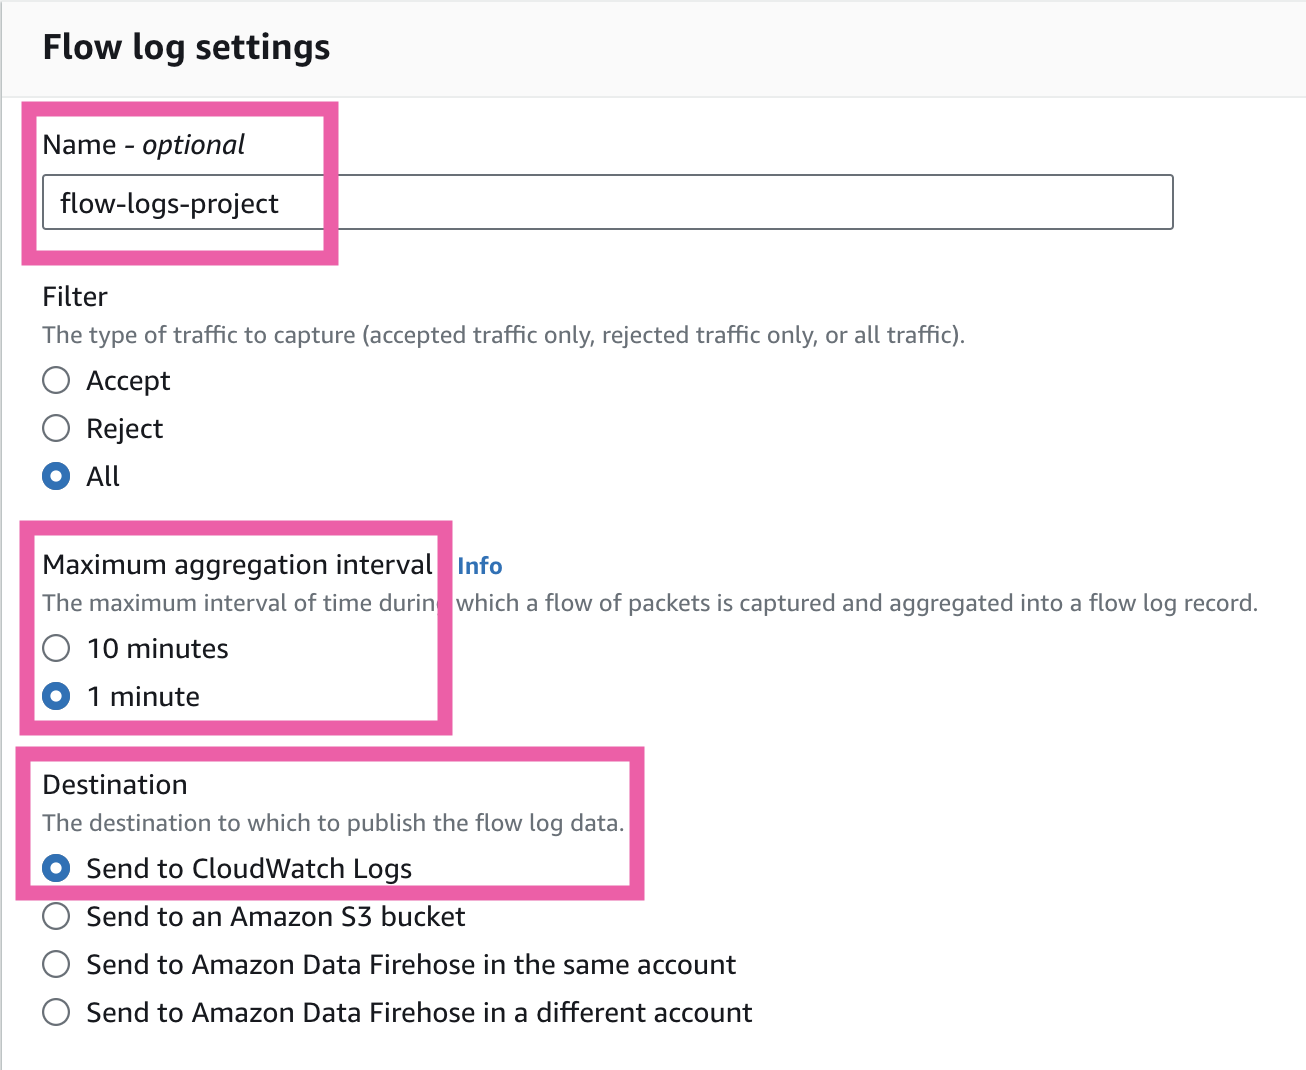 Flow log settings
Name - optional
flow-logs-project
Filter
The type of traffic to capture (accepted traffic only, rejected traffic only, or all traffic).
Accept
Reject
All
Maximum aggregation interval Info
The maximum interval of time during which a flow of packets is captured and aggregated into a flow log record.
10 minutes
1 minute
Destination
The destination to which to publish the flow log data.
Send to CloudWatch Logs
Send to an Amazon S3 bucket
Send to Amazon Data Firehose in the same account
Send to Amazon Data Firehose in a different account